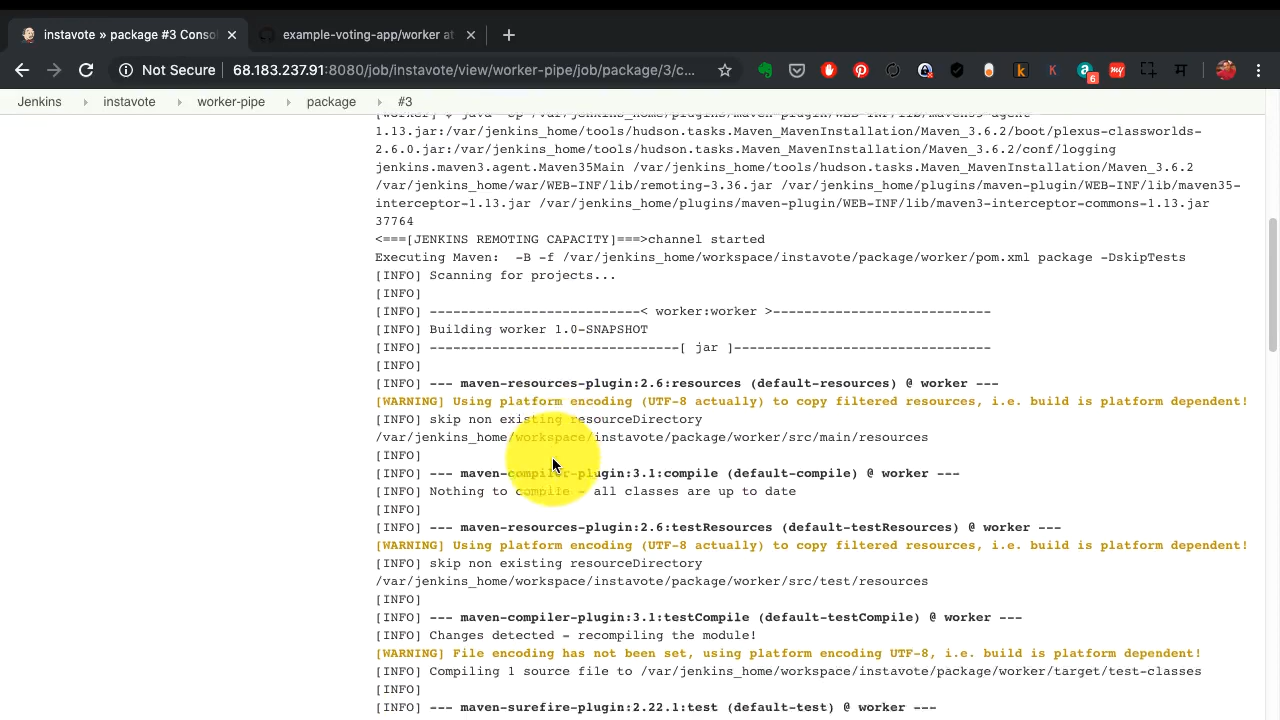 instavote » package #3 Conso
example-voting-app/worker at
Not Secure
68.183.237.91:8080/job/instavote/view/worker-pipe/job/package/3/c...
6
Jenkins
instavote
worker-pipe
package
#3
1.13.jar:/var/jenkins_home/tools/hudson.tasks.Maven_MavenInstallation/Maven_3.6.2/boot/plexus-classworlds-
2.6.0.jar:/var/jenkins_home/tools/hudson.tasks.Maven_MavenInstallation/Maven_3.6.2/conf/logging
jenkins.maven3.agent.Maven35Main /var/jenkins_home/tools/hudson.tasks.Maven_MavenInstallation/Maven_3.6.2
/var/jenkins_home/war/WEB-INF/lib/remoting-3.36.jar /var/jenkins_home/plugins/maven-plugin/WEB-INF/lib/maven35-
interceptor-1.13.jar /var/jenkins_home/plugins/maven-plugin/WEB-INF/lib/maven3-interceptor-commons-1.13.jar
37764
<===[JENKINS REMOTING CAPACITY]===>channel started
Executing Maven:  -B -f /var/jenkins_home/workspace/instavote/package/worker/pom.xml package -DskipTests
[INFO] Scanning for projects...
[INFO]
[INFO] ---------------------------< worker:worker >----------------------------
[INFO] Building worker 1.0-SNAPSHOT
[INFO] --------------------------------[ jar ]---------------------------------
[INFO]
[INFO] --- maven-resources-plugin:2.6:resources (default-resources) @ worker ---
[WARNING] Using platform encoding (UTF-8 actually) to copy filtered resources, i.e. build is platform dependent!
[INFO] skip non existing resourceDirectory
/var/jenkins_home/workspace/instavote/package/worker/src/main/resources
[INFO]
[INFO] --- maven-compiler-plugin:3.1:compile (default-compile) @ worker ---
[INFO] Nothing to compile - all classes are up to date
[INFO]
[INFO] --- maven-resources-plugin:2.6:testResources (default-testResources) @ worker ---
[WARNING] Using platform encoding (UTF-8 actually) to copy filtered resources, i.e. build is platform dependent!
[INFO] skip non existing resourceDirectory
/var/jenkins_home/workspace/instavote/package/worker/src/test/resources
[INFO]
[INFO] --- maven-compiler-plugin:3.1:testCompile (default-testCompile) @ worker ---
[INFO] Changes detected - recompiling the module!
[WARNING] File encoding has not been set, using platform encoding UTF-8, i.e. build is platform dependent!
[INFO] Compiling 1 source file to /var/jenkins_home/workspace/instavote/package/worker/target/test-classes
[INFO]
[INFO] --- maven-surefire-plugin:2.22.1:test (default-test) @ worker ---